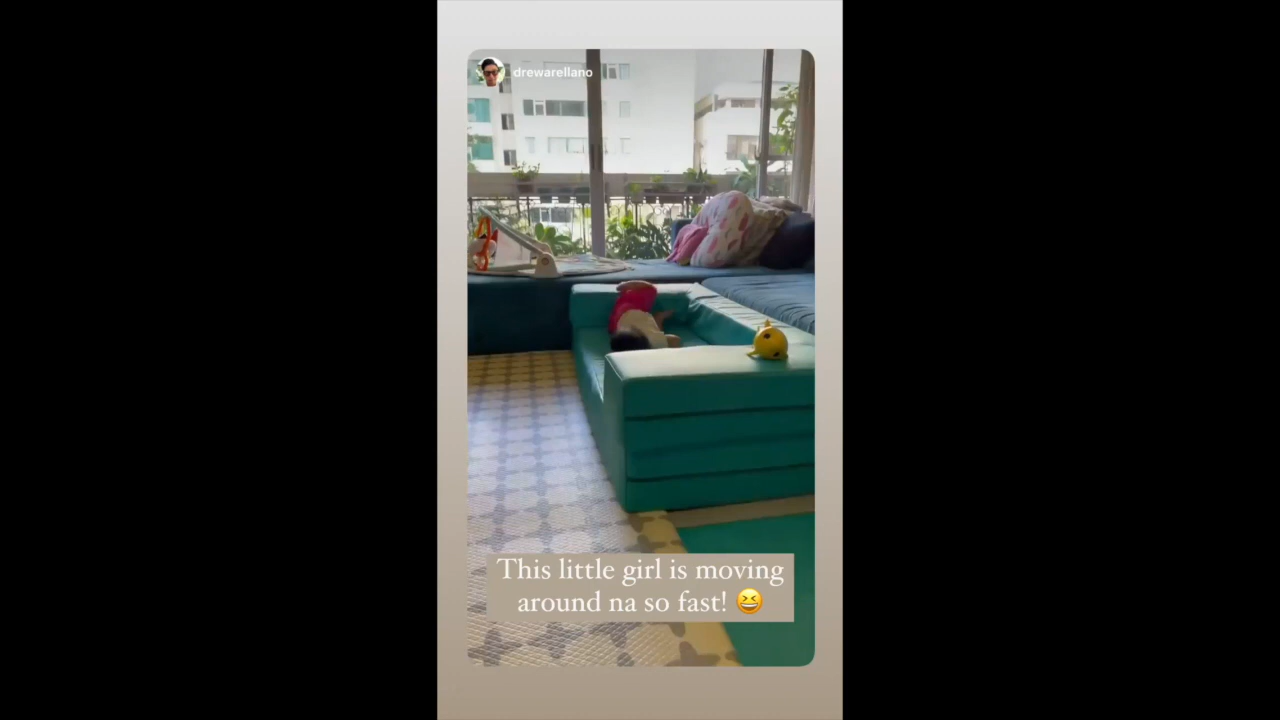 drewarellano
This little girl is moving
around na so fast! 😆